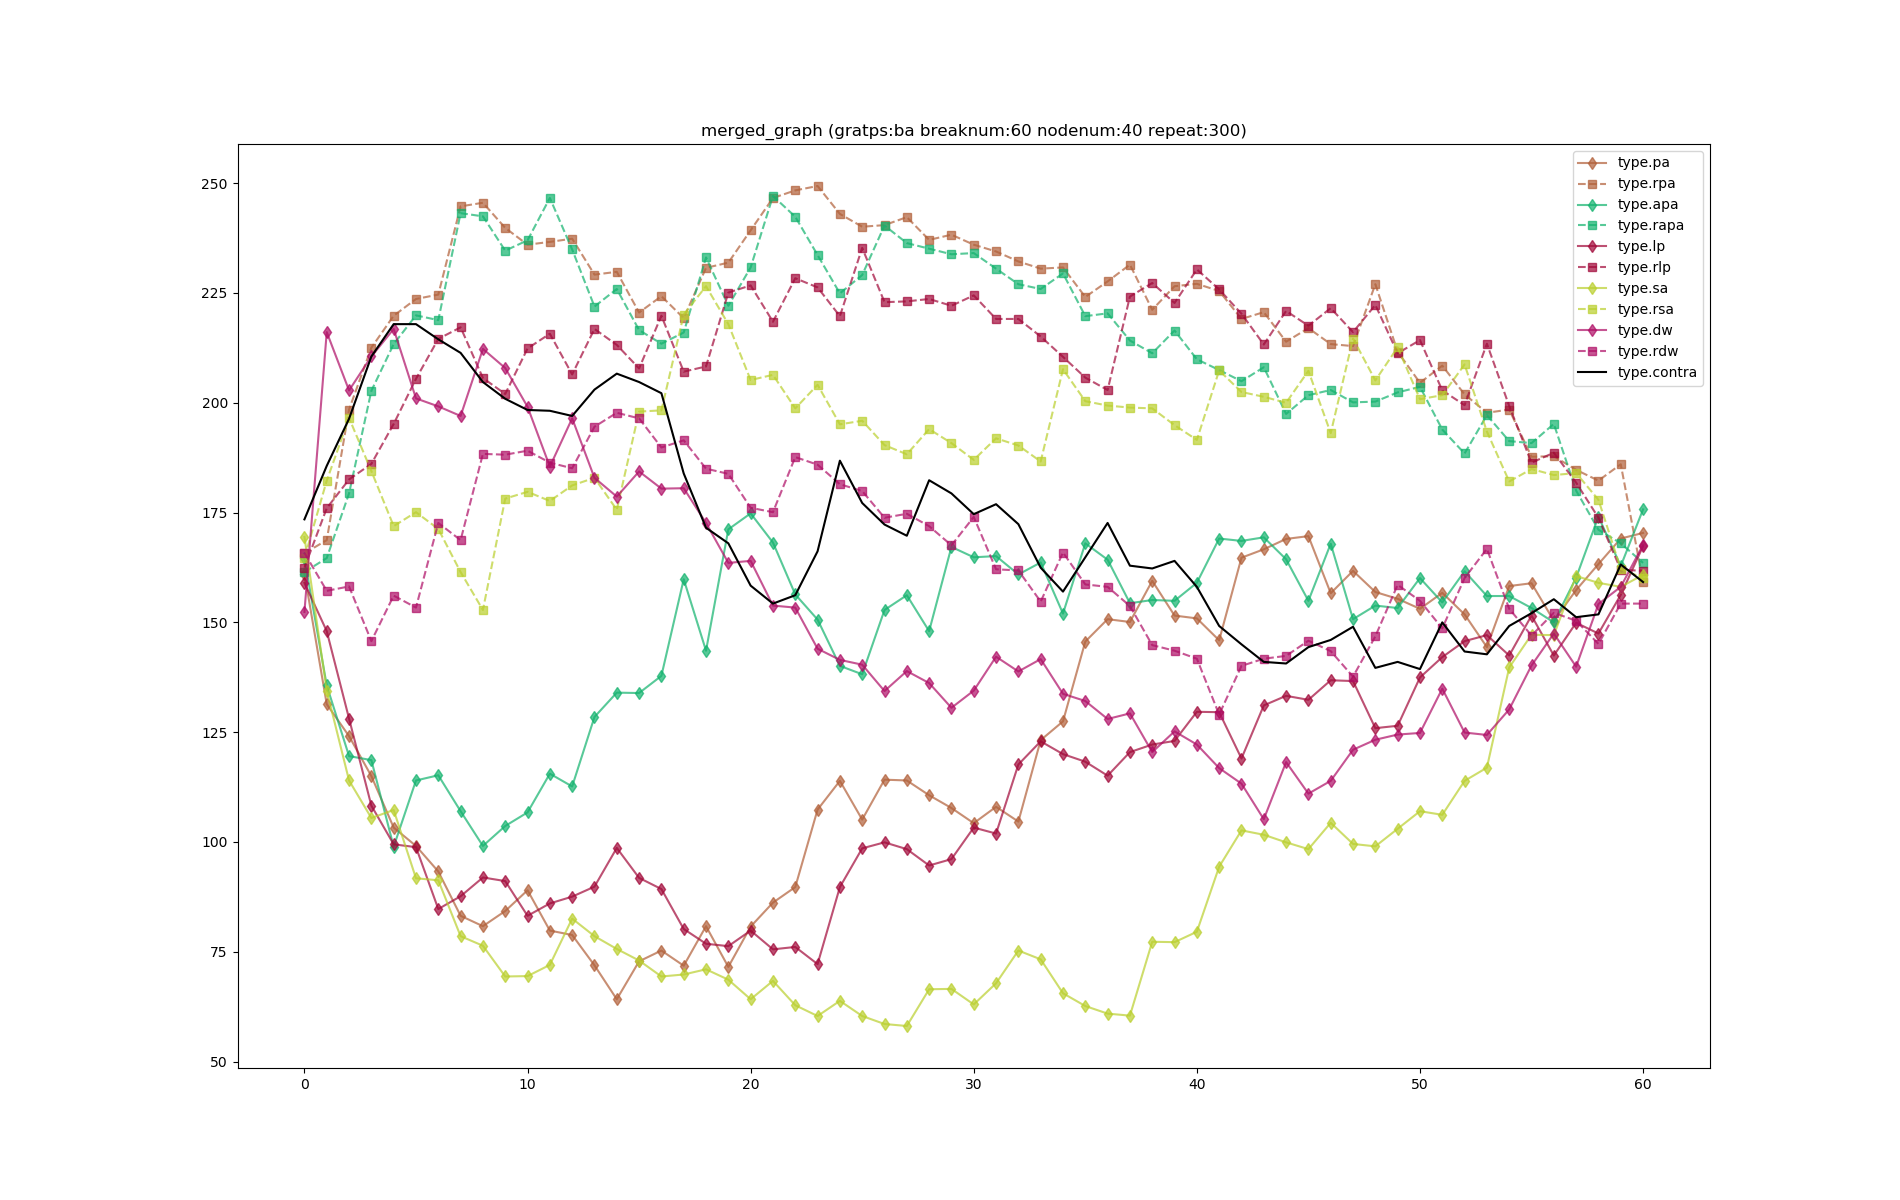 merged_graph (gratps:ba breaknum:60 nodenum:40 repeat:300)
250
225
200
175
150
125
100
75
50
0 10 20 30 40 50 60
type.pa
type.rpa
type.apa
type.rapa
type.lp
type.rlp
type.sa
type.rsa
type.dw
type.rdw
type.contra